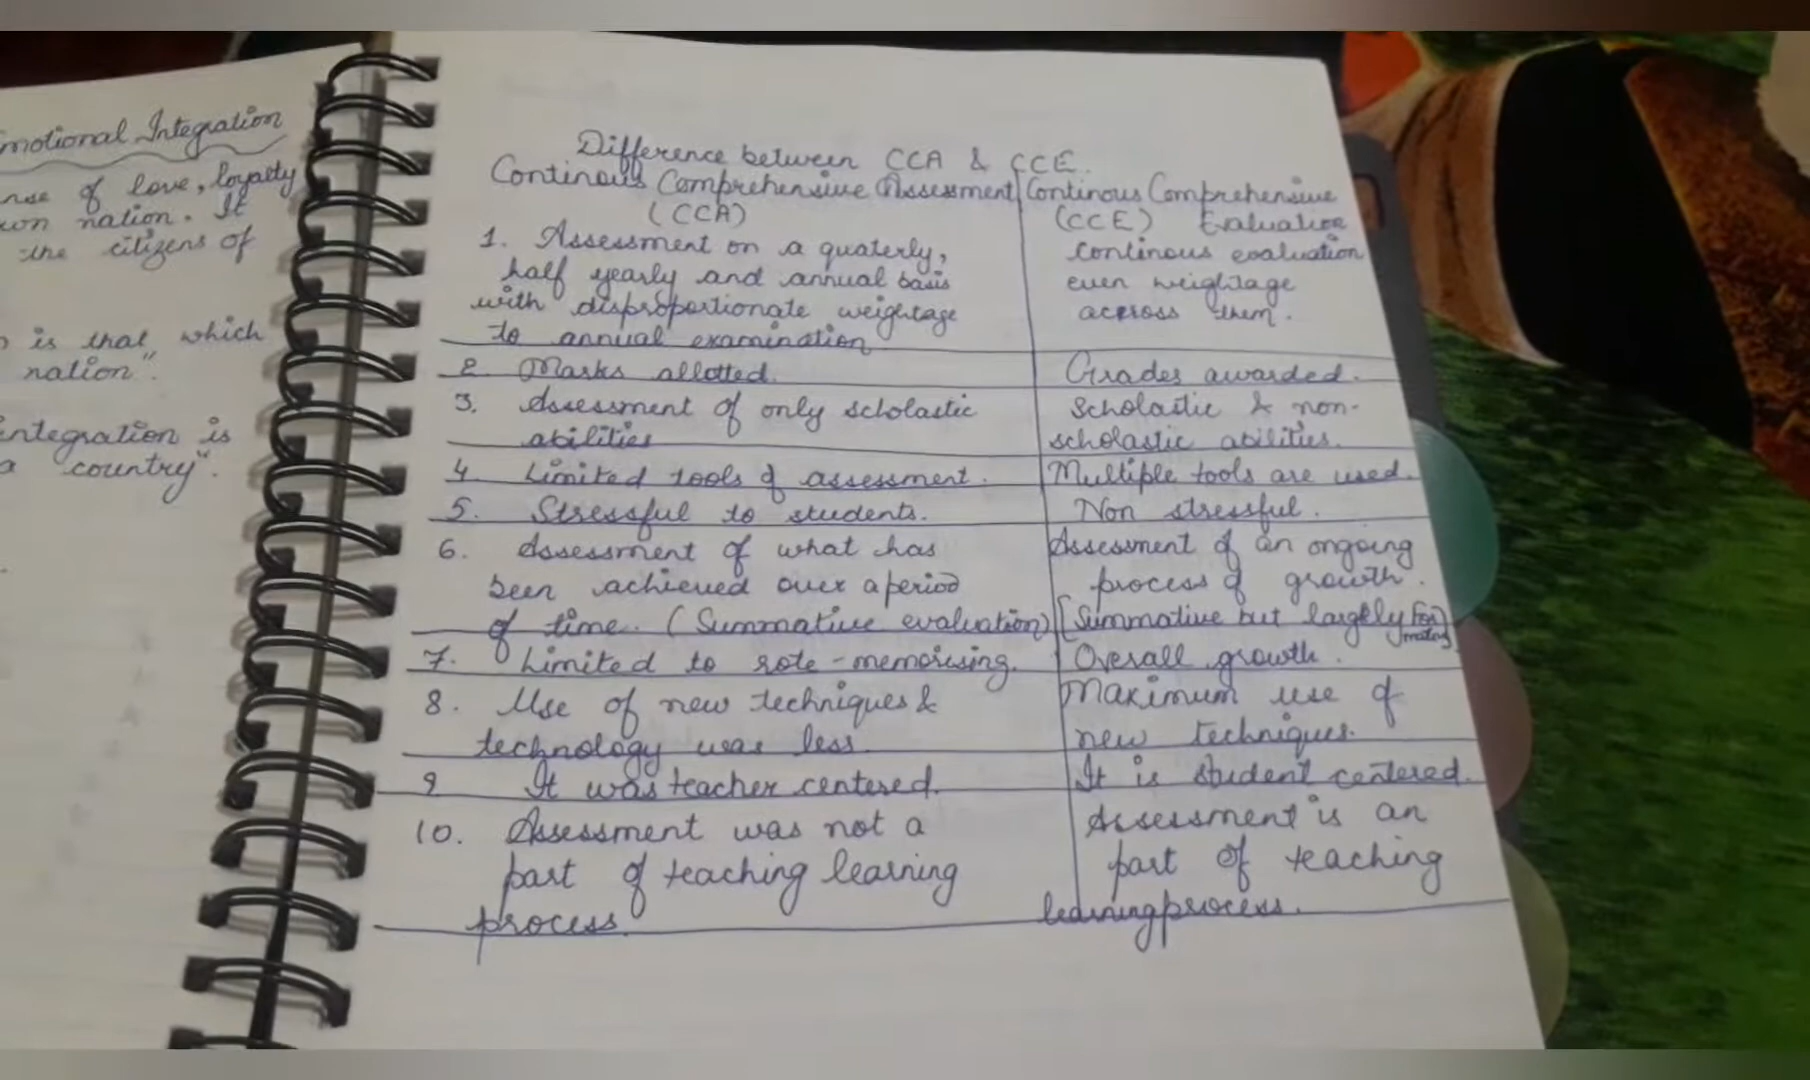 motional Integration
nse of love, loyalty
own nation. It
the citizens of
is that which
nation".
integration is
a country".
Difference between CCA & CCE.
Continous Comprehensive Assessment | Continous Comprehensive
(CCA) (CCE) Evaluation
1. Assessment on a quaterly, continous evaluation
half yearly and annual basis even weightage
with disproportionate weightage across them.
to annual examination
2. Marks allotted. Grades awarded.
3. Assessment of only scholastic scholastic & non-
abilities scholastic abilities.
4. Limited tools of assessment. Multiple tools are used.
5. Stressful to students. Non stressful.
6. Assessment of what has Assessment of an ongoing
been achieved over a period process of growth.
of time. (Summative evaluation) [Summative but largely For
mative]
7. Limited to rote-memorising. Overall growth.
8. Use of new techniques & Maximum use of
technology was less new techniques.
9 It was teacher centered. It is student centered.
10. Assessment was not a Assessment is an
part of teaching learning part of teaching
process. learning process.